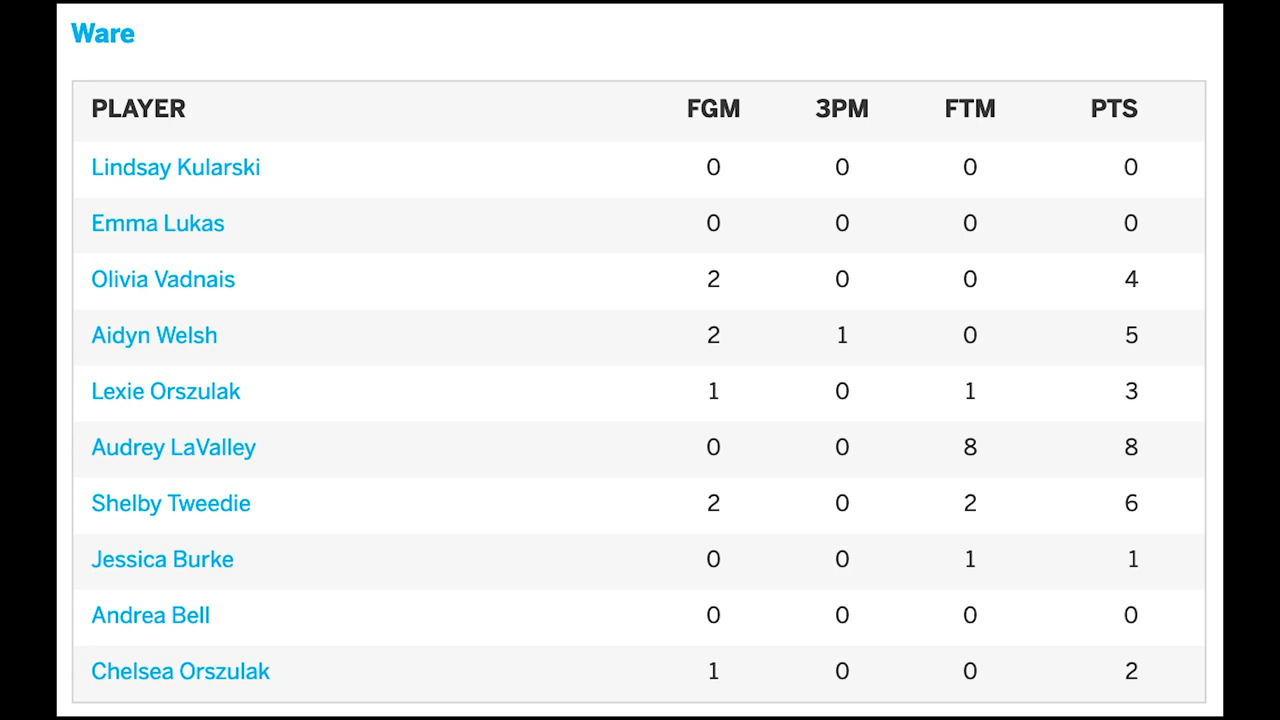 Ware
PLAYER FGM 3PM FTM PTS
Lindsay Kularski 0 0 0 0
Emma Lukas 0 0 0 0
Olivia Vadnais 2 0 0 4
Aidyn Welsh 2 1 0 5
Lexie Orszulak 1 0 1 3
Audrey LaValley 0 0 8 8
Shelby Tweedie 2 0 2 6
Jessica Burke 0 0 1 1
Andrea Bell 0 0 0 0
Chelsea Orszulak 1 0 0 2